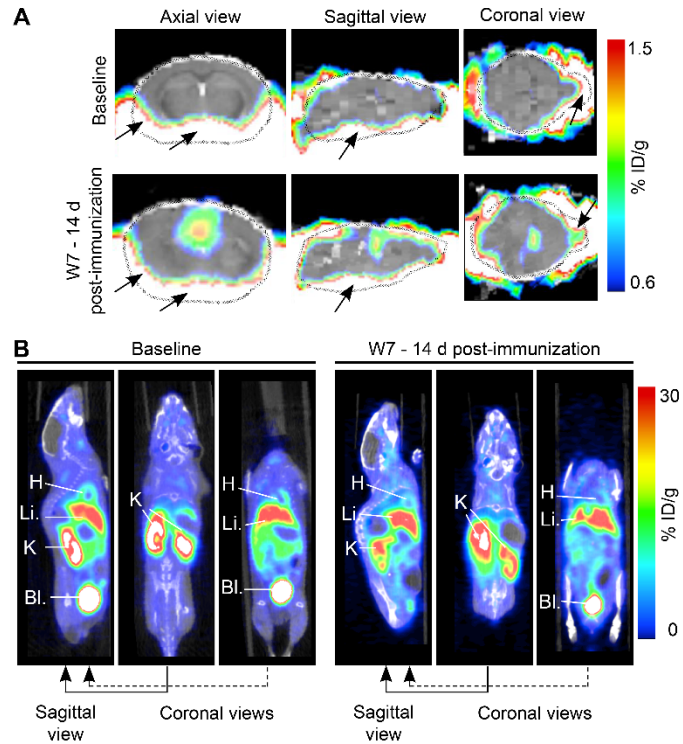 A
Axial view
Sagittal view
Coronal view
Baseline
W7 - 14 d
post-immunization
1.5
% ID/g
0.6
B
Baseline
W7 - 14 d post-immunization
H
Li.
K
Bl.
K
H
Li.
Bl.
H
Li
K
K
H
Li.
Bl.
30
% ID/g
0
Sagittal
view
Coronal views
Sagittal
view
Coronal views